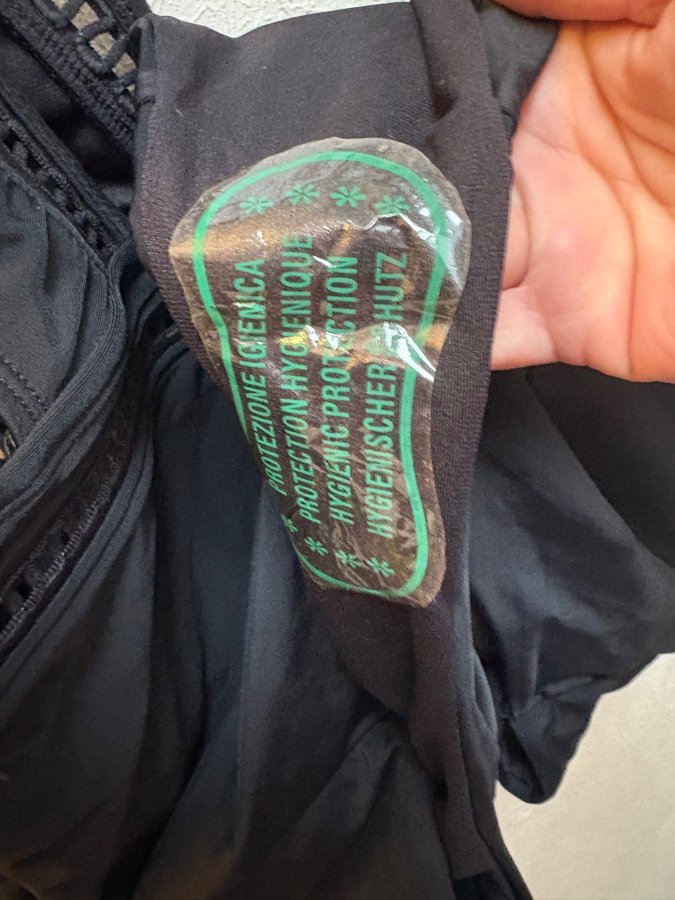 PROTEZIONE IGIENICA
PROTECTION HYGIENIQUE
HYGIENIC PROTECTION
HYGIENISCHER SCHUTZ